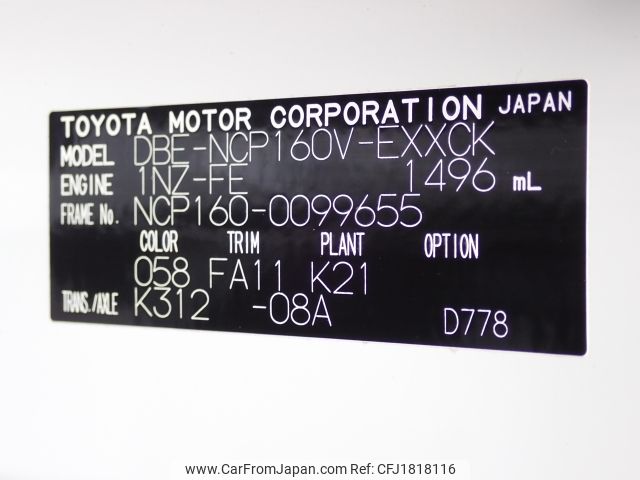 TOYOTA MOTOR CORPORATION JAPAN
MODEL DBE-NCP160V-EXXCK
ENGINE 1NZ-FE 1496 mL
FRAME No. NCP160-0099655
COLOR TRIM PLANT OPTION
058 FA11 K21
TRANS./AXLE K312 -08A D778
www.CarFromJapan.com Ref: CFJ1818116